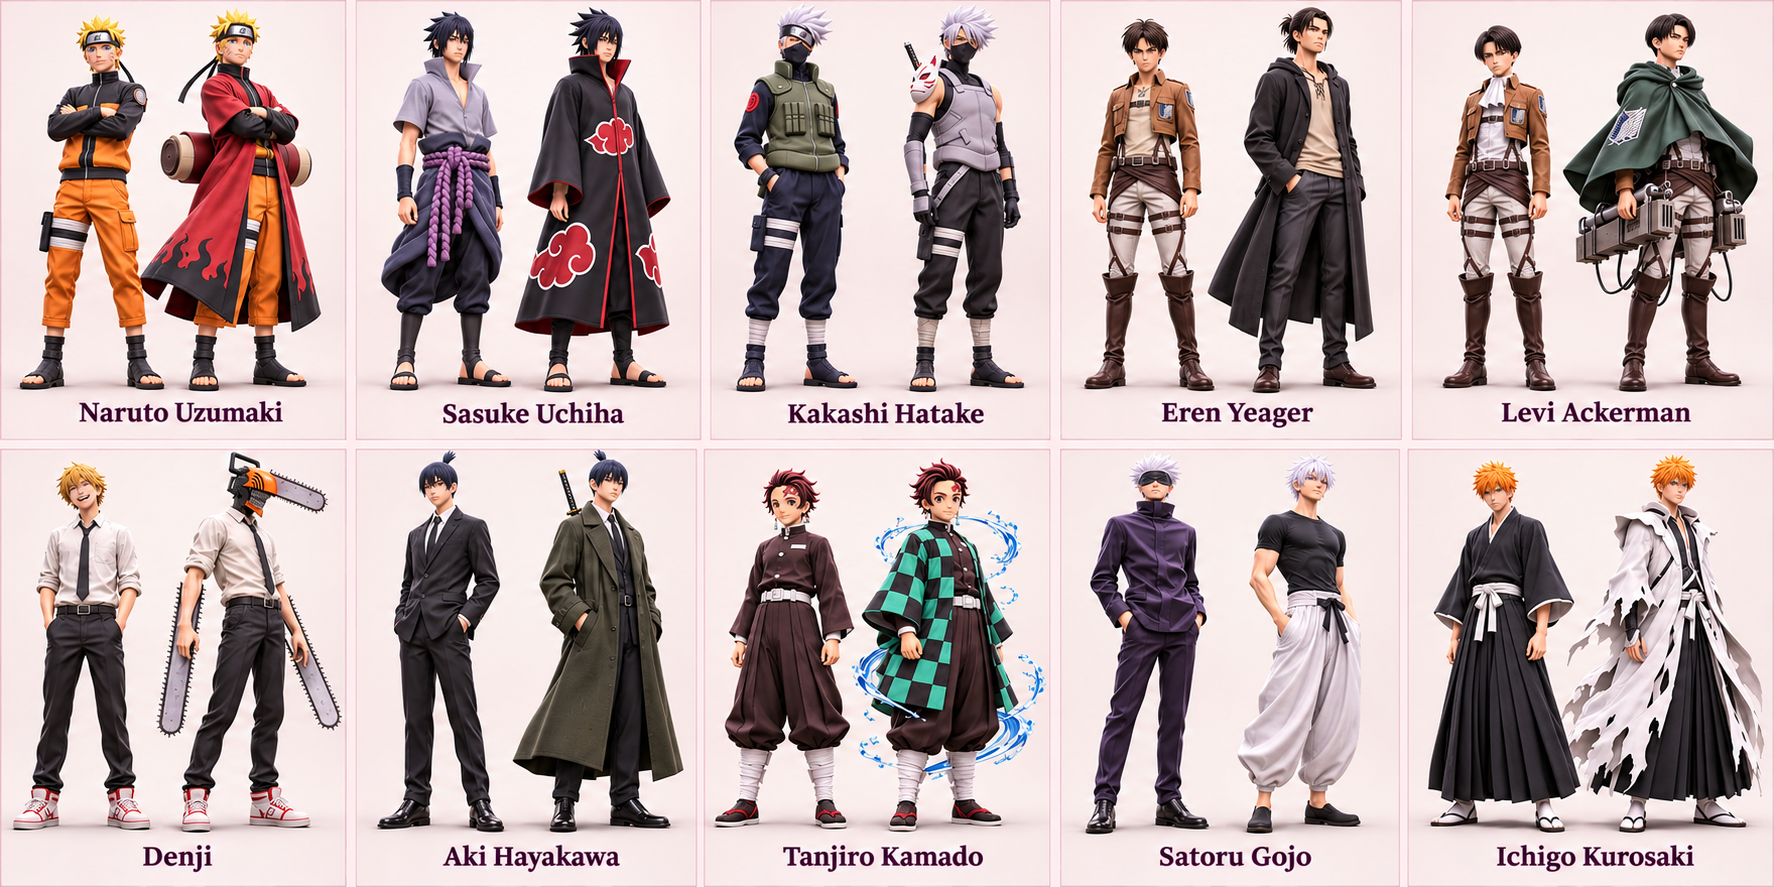 Naruto Uzumaki
Sasuke Uchiha
Kakashi Hatake
Eren Yeager
Levi Ackerman
Denji
Aki Hayakawa
Tanjiro Kamado
Satoru Gojo
Ichigo Kurosaki